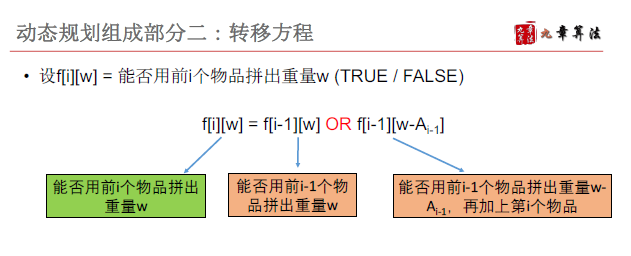 动态规划组成部分二：转移方程
九章算法
• 设f[i][w] = 能否用前i个物品拼出重量w (TRUE / FALSE)
f[i][w] = f[i-1][w] OR f[i-1][w-Ai-1]
能否用前i个物品拼出
重量w
能否用前i-1个物
品拼出重量w
能否用前i-1个物品拼出重量w-
Ai-1，再加上第i个物品